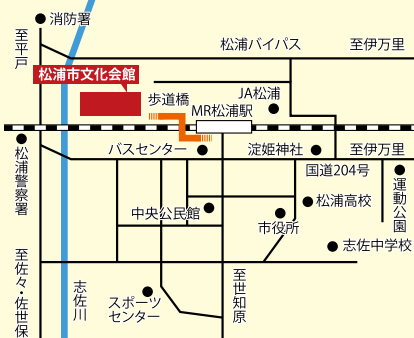 消防署
至平戸
松浦バイパス
至伊万里
松浦市文化会館
歩道橋
JA松浦
MR松浦駅
バスセンター
淀姫神社
至伊万里
国道204号
松浦警察署
運動公園
松浦高校
中央公民館
市役所
志佐中学校
至佐々・佐世保
志佐川
スポーツ
センター
至世知原